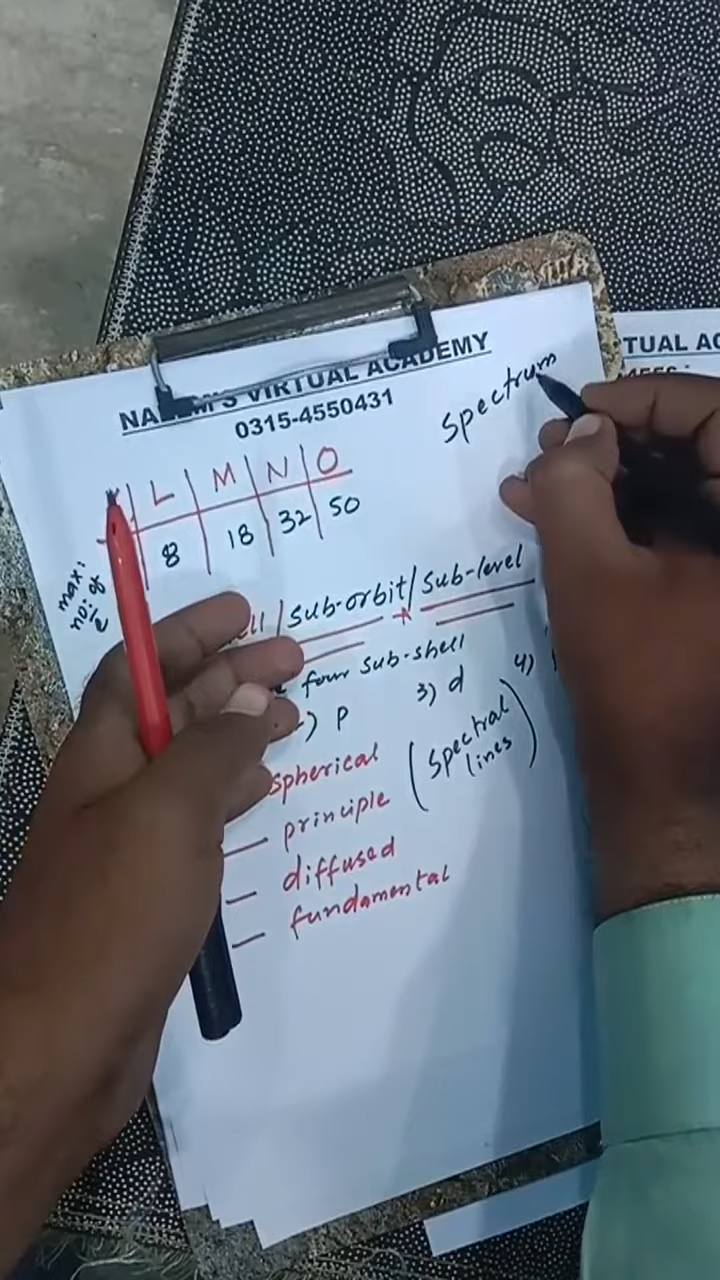 NAEEM'S VIRTUAL ACADEMY
0315-4550431
TUAL AC
spectrum
L M N O
8 18 32 50
max:
no: of
e
/sub-orbit/sub-level
four sub-shell
) p 3) d 4)
spherical
(spectral lines)
— principle
— diffused
— fundamental